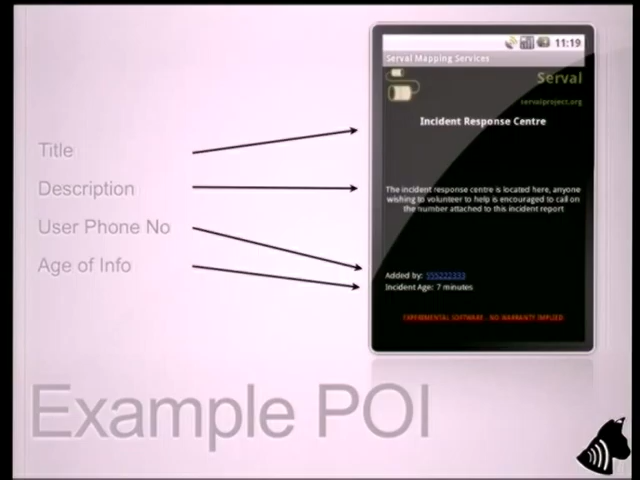 11:19
Serval Mapping Services
Serval
servalproject.org
Incident Response Centre
The incident response centre is located here, anyone
wishing to volunteer to help is encouraged to call on
the number attached to this incident report
Added by: 555222333
Incident Age: 7 minutes
EXPERIMENTAL SOFTWARE - NO WARRANTY IMPLIED
Title
Description
User Phone No
Age of Info
Example POI